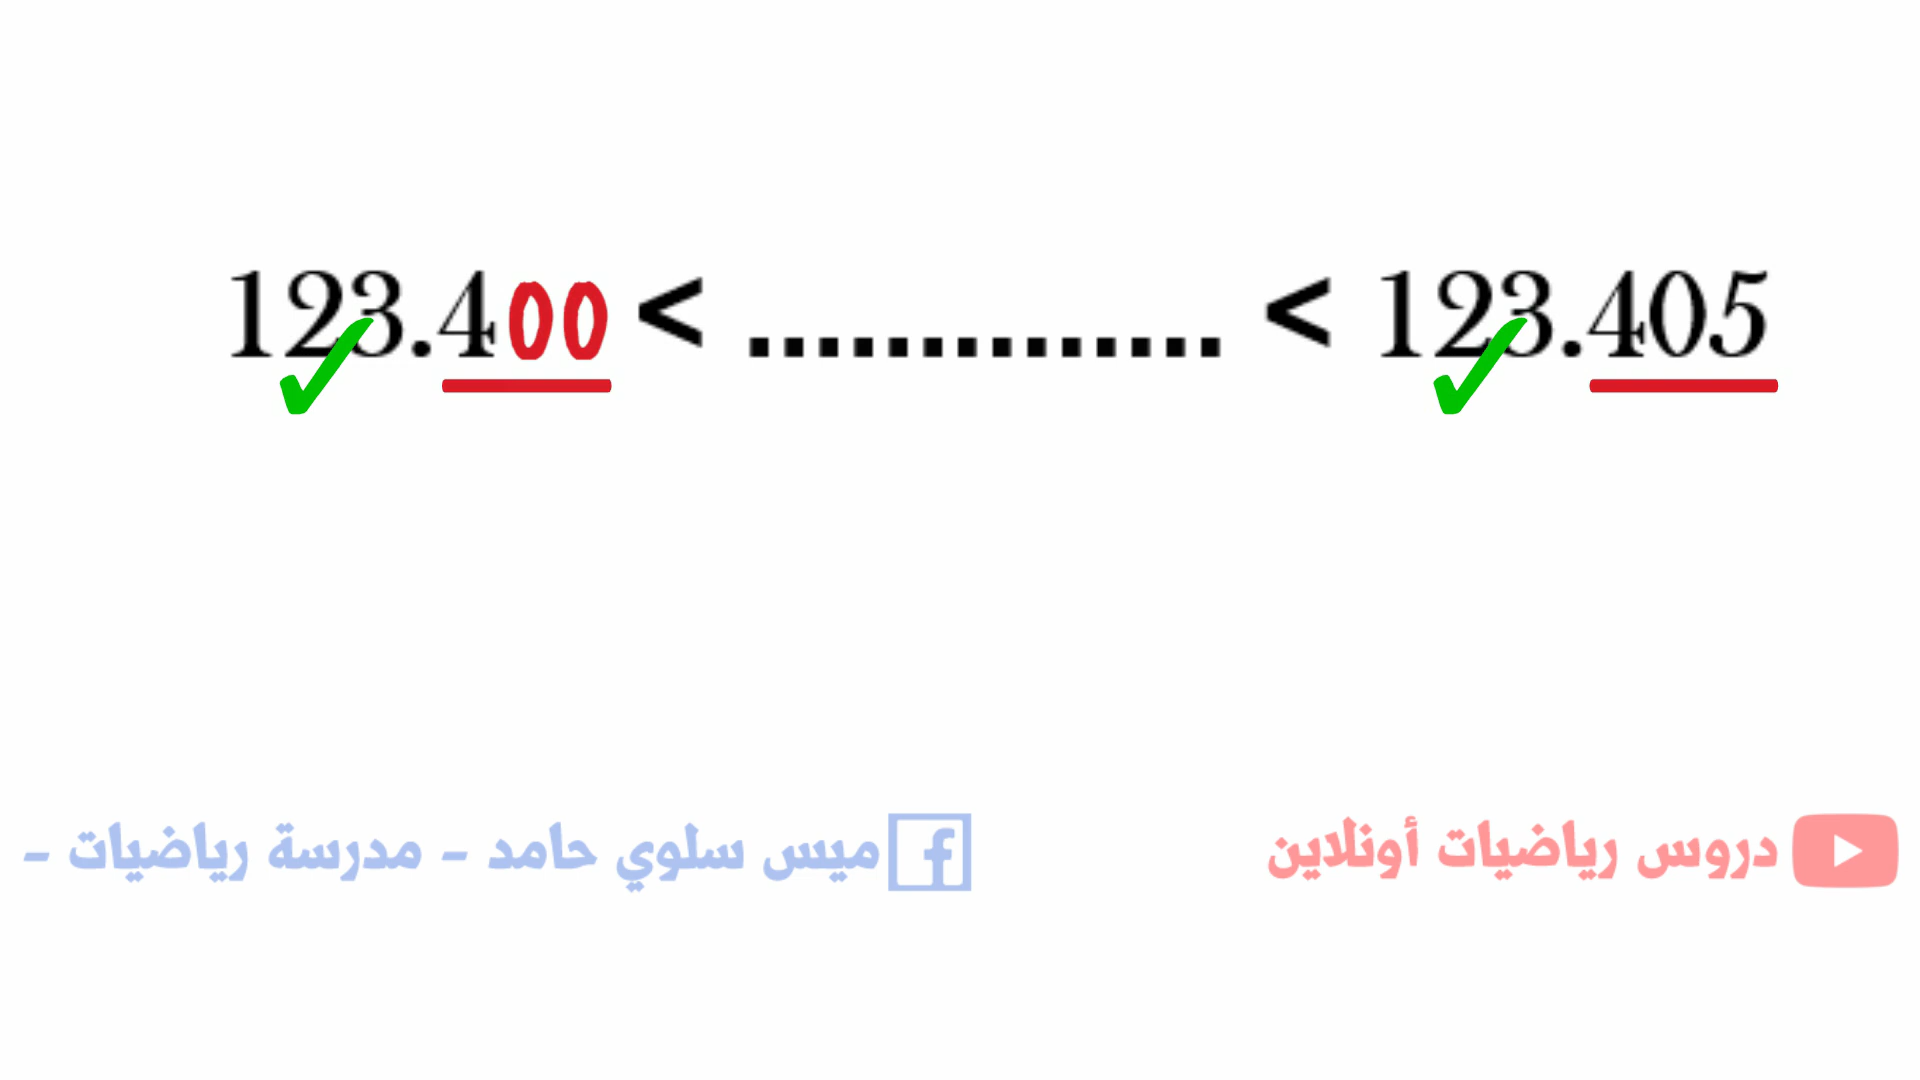 123.400 < .............. < 123.405
ميس سلوي حامد - مدرسة رياضيات -
دروس رياضيات أونلاين